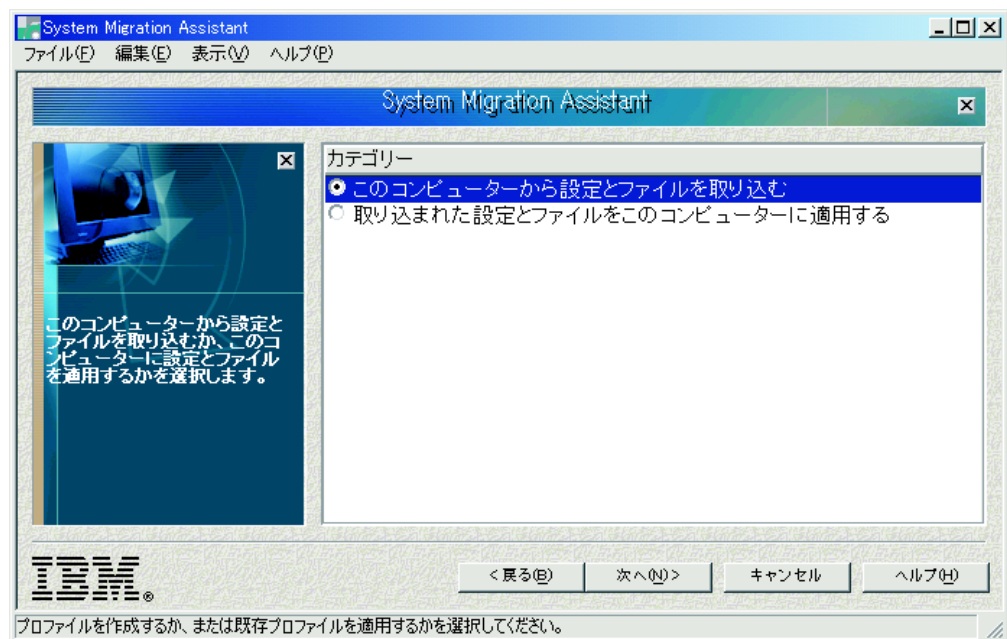 System Migration Assistant
ファイル(F) 編集(E) 表示(V) ヘルプ(P)
System Migration Assistant
カテゴリー
このコンピューターから設定とファイルを取り込む
取り込まれた設定とファイルをこのコンピューターに適用する
このコンピューターから設定と
ファイルを取り込むか、このコ
ンピューターに設定とファイル
を適用するかを選択します。
IBM®
<戻る(B) 次へ(N)> キャンセル ヘルプ(H)
プロファイルを作成するか、または既存プロファイルを適用するかを選択してください。